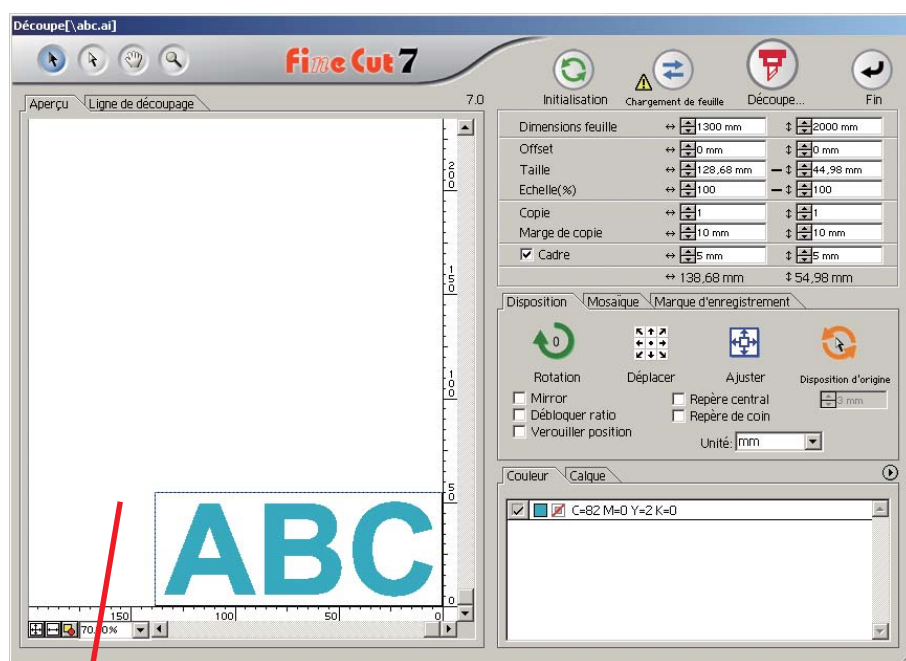 Découpe[\abc.ai]
FineCut 7
Initialisation
Chargement de feuille
Découpe...
Fin
Aperçu
Ligne de découpage
7.0
Dimensions feuille 1300 mm 2000 mm
Offset 0 mm 0 mm
Taille 128,68 mm 44,98 mm
Echelle(%) 100 100
Copie 1 1
Marge de copie 10 mm 10 mm
Cadre 5 mm 5 mm
138,68 mm 54,98 mm
Disposition Mosaïque Marque d'enregistrement
0
Rotation Déplacer Ajuster Disposition d'origine
Mirror Repère central 3 mm
Débloquer ratio Repère de coin
Verouiller position
Unité: mm
Couleur Calque
C=82 M=0 Y=2 K=0
200
150
100
50
0
ABC
150 100 50 0